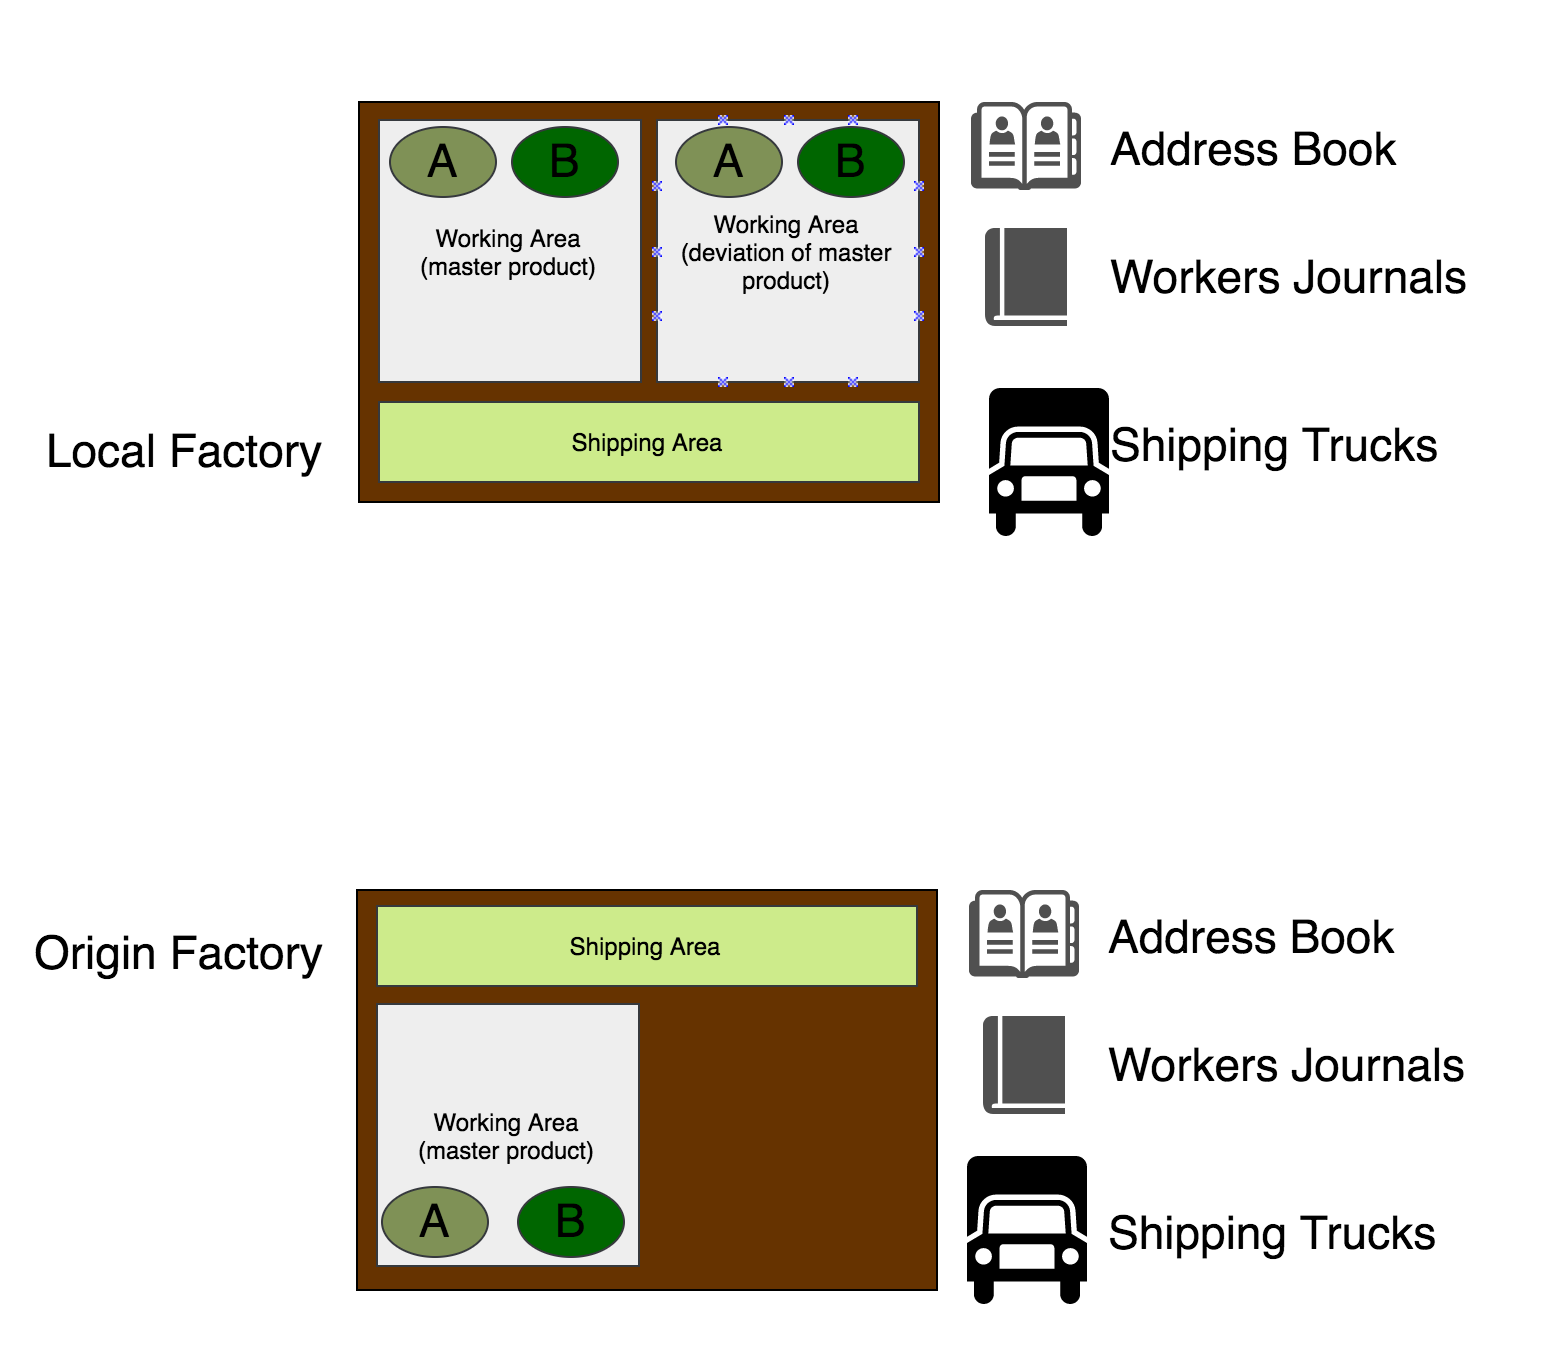 A
B
Working Area
(master product)
A
B
Working Area
(deviation of master
product)
Shipping Area
Local Factory
Address Book
Workers Journals
Shipping Trucks
Origin Factory
Shipping Area
Working Area
(master product)
A
B
Address Book
Workers Journals
Shipping Trucks